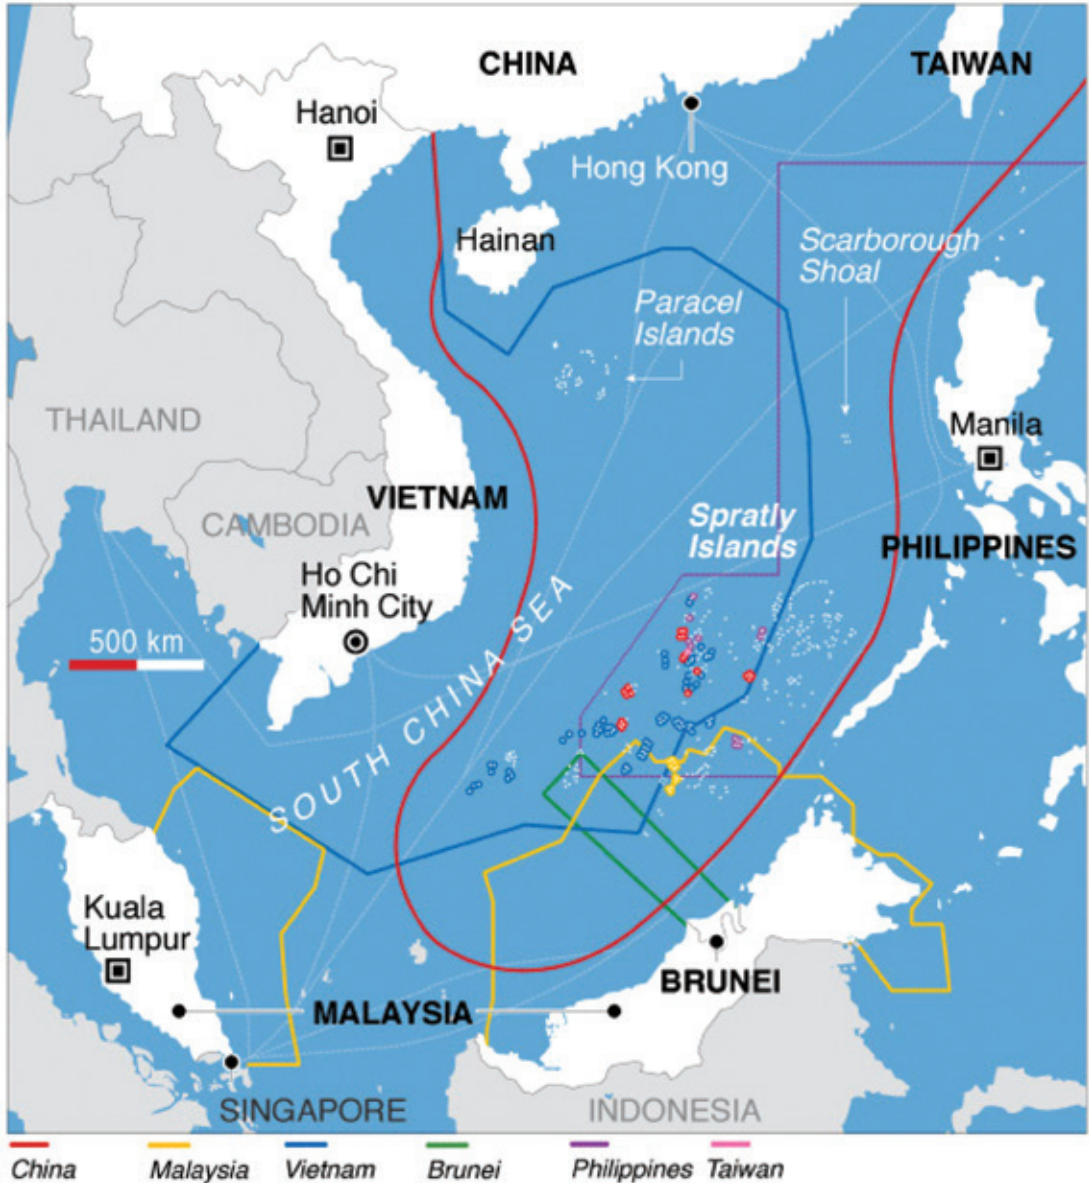 CHINA
TAIWAN
Hanoi
Hong Kong
Hainan
Scarborough
Shoal
Paracel
Islands
THAILAND
Manila
VIETNAM
CAMBODIA
Spratly
Islands
PHILIPPINES
Ho Chi
Minh City
500 km
SOUTH CHINA SEA
Kuala
Lumpur
BRUNEI
MALAYSIA
SINGAPORE
INDONESIA
China
Malaysia
Vietnam
Brunei
Philippines
Taiwan